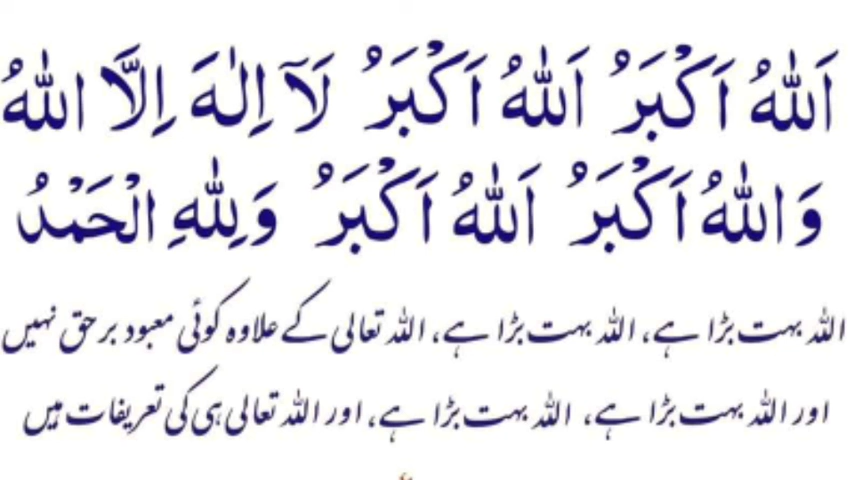 اَللّٰهُ اَكْبَرُ اَللّٰهُ اَكْبَرُ لَآ اِلٰهَ اِلَّا اللّٰهُ
وَاللّٰهُ اَكْبَرُ اَللّٰهُ اَكْبَرُ وَلِلّٰهِ الْحَمْدُ
اللہ بہت بڑا ہے، اللہ بہت بڑا ہے، اللہ تعالی کے علاوہ کوئی معبود برحق نہیں
اور اللہ بہت بڑا ہے، اللہ بہت بڑا ہے، اور اللہ تعالی ہی کی تعریفات ہیں